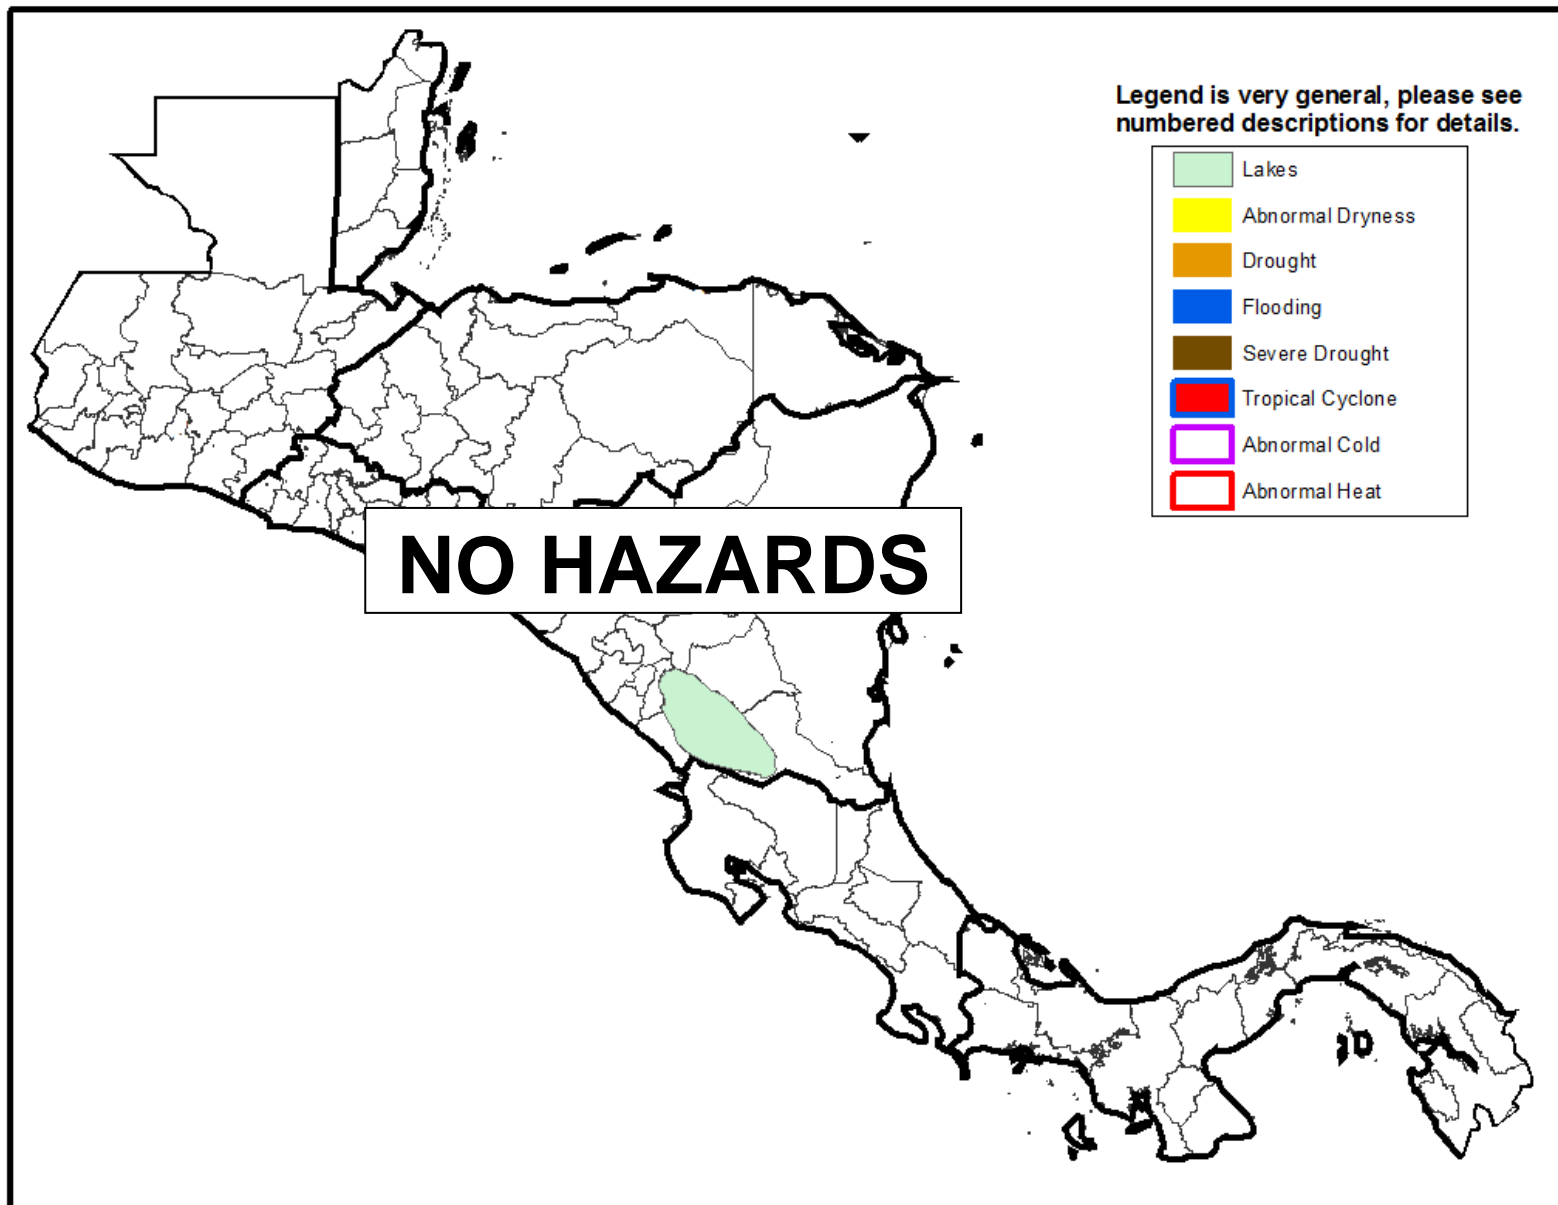 Legend is very general, please see
numbered descriptions for details.
Lakes
Abnormal Dryness
Drought
Flooding
Severe Drought
Tropical Cyclone
Abnormal Cold
Abnormal Heat
NO HAZARDS